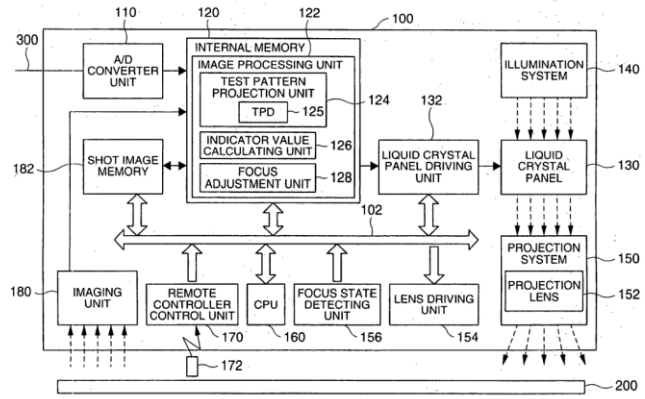 100
110
120
122
300
A/D
CONVERTER
UNIT
INTERNAL MEMORY
IMAGE PROCESSING UNIT
TEST PATTERN
PROJECTION UNIT
TPD
125
124
INDICATOR VALUE
CALCULATING UNIT
126
FOCUS
ADJUSTMENT UNIT
128
ILLUMINATION
SYSTEM
140
132
182
SHOT IMAGE
MEMORY
LIQUID CRYSTAL
PANEL DRIVING
UNIT
LIQUID
CRYSTAL
PANEL
130
102
180
IMAGING
UNIT
REMOTE
CONTROLLER
CONTROL UNIT
170
CPU
160
FOCUS STATE
DETECTING
UNIT
156
LENS DRIVING
UNIT
154
PROJECTION
SYSTEM
150
PROJECTION
LENS
152
172
200